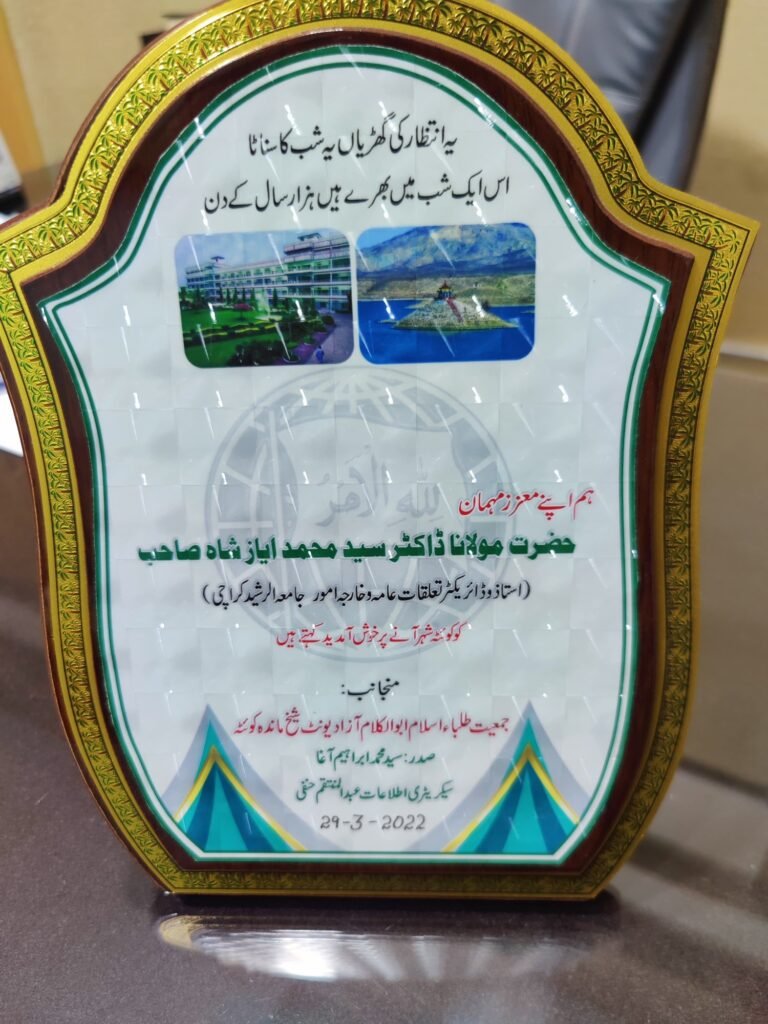 یہ انتظار کی گھڑیاں یہ شب کا سناٹا
اس ایک شب میں بھرے ہیں ہزار سال کے دن
لِلّٰہِ الْاَمْرُ
ہم اپنے معزز مہمان
حضرت مولانا ڈاکٹر سید محمد ایاز شاہ صاحب
(استاذ و ڈائریکٹر تعلقات عامہ و خارجہ امور جامعہ الرشید کراچی)
کو کوئٹہ شہر آنے پر خوش آمدید کہتے ہیں
منجانب:
جمعیت طلباء اسلام ابوالکلام آزاد یونٹ شیخ ماندہ کوئٹہ
صدر: سید محمد ابراہیم آغا
سیکریٹری اطلاعات عبدالمنتقم حنفی
29-3-2022